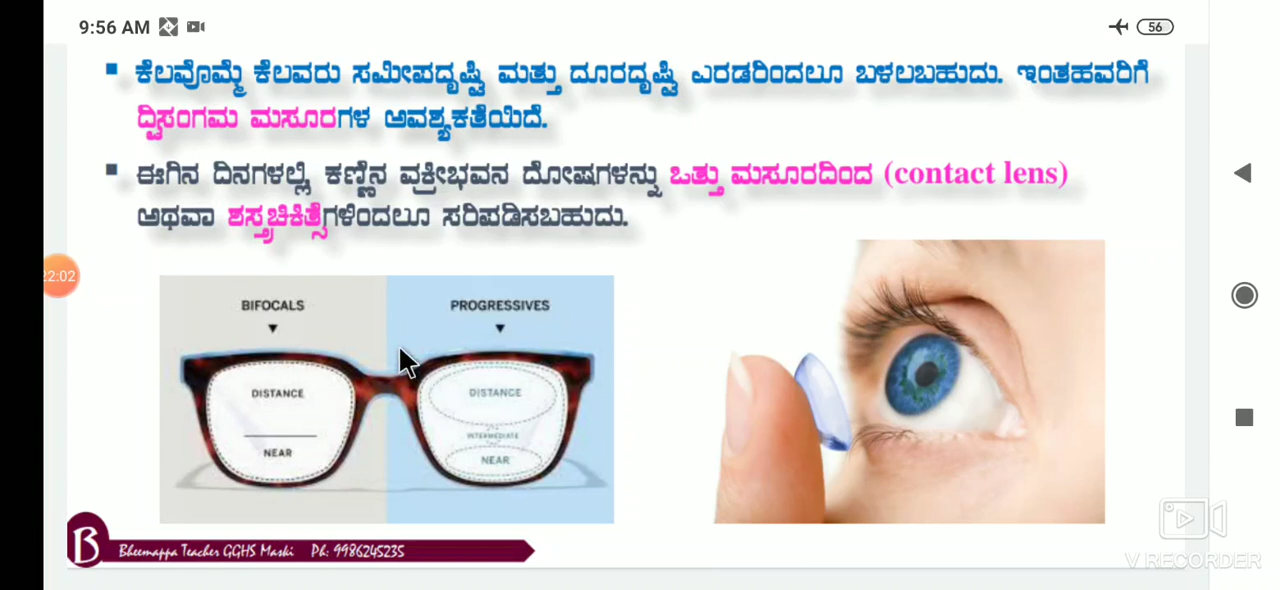 9:56 AM
56
ಕೆಲವೊಮ್ಮೆ ಕೆಲವರು ಸಮೀಪದೃಷ್ಟಿ ಮತ್ತು ದೂರದೃಷ್ಟಿ ಎರಡರಿಂದಲೂ ಬಳಲಬಹುದು. ಇಂತಹವರಿಗೆ
ದ್ವಿಸಂಗಮ ಮಸೂರಗಳ ಅವಶ್ಯಕತೆಯಿದೆ.
ಈಗಿನ ದಿನಗಳಲ್ಲಿ ಕಣ್ಣಿನ ವಕ್ರೀಭವನ ದೋಷಗಳನ್ನು ಒತ್ತು ಮಸೂರದಿಂದ (contact lens)
ಅಥವಾ ಶಸ್ತ್ರಚಿಕಿತ್ಸೆಗಳಿಂದಲೂ ಸರಿಪಡಿಸಬಹುದು.
22:02
BIFOCALS
DISTANCE
NEAR
PROGRESSIVES
DISTANCE
INTERMEDIATE
NEAR
B Bheemappa Teacher GGHS Maski Ph: 9986245235
V RECORDER